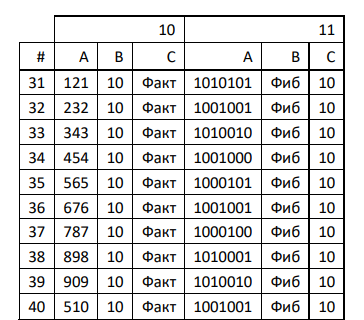 10 11
# A B C A B C
31 121 10 Факт 1010101 Фиб 10
32 232 10 Факт 1001001 Фиб 10
33 343 10 Факт 1010010 Фиб 10
34 454 10 Факт 1001000 Фиб 10
35 565 10 Факт 1000101 Фиб 10
36 676 10 Факт 1001001 Фиб 10
37 787 10 Факт 1000100 Фиб 10
38 898 10 Факт 1010001 Фиб 10
39 909 10 Факт 1010010 Фиб 10
40 510 10 Факт 1001001 Фиб 10